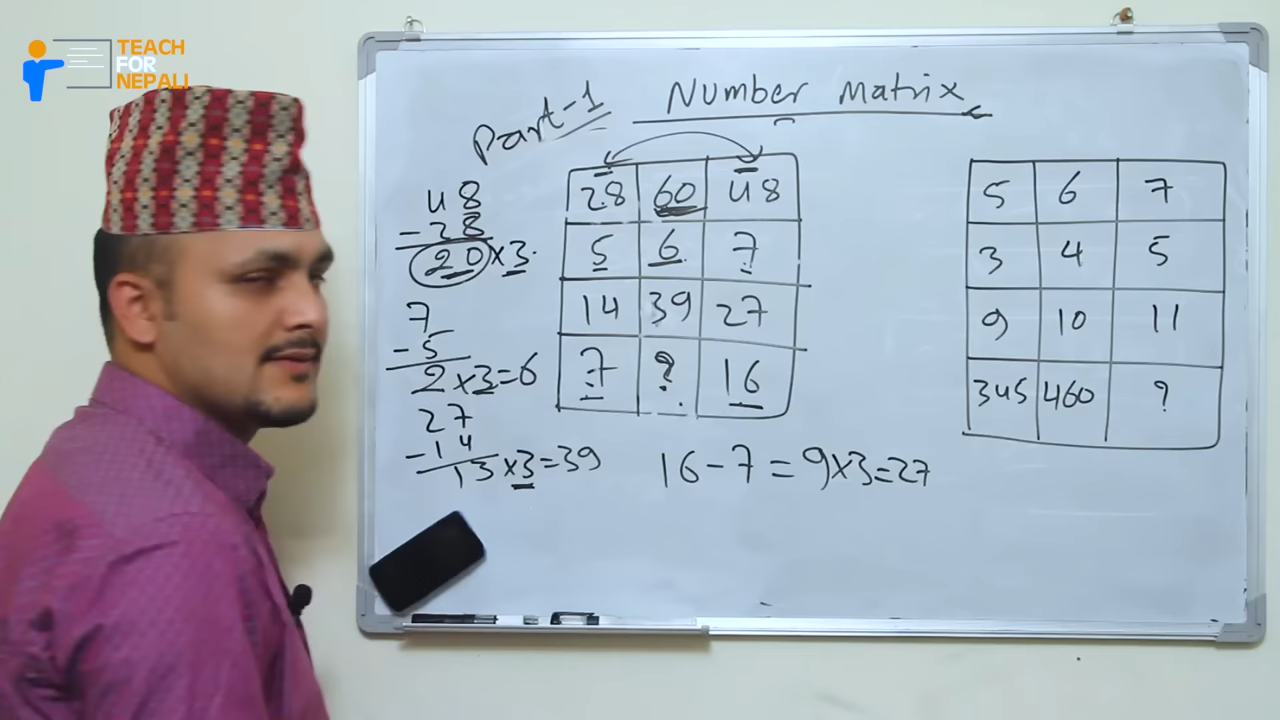 TEACH
FOR
NEPALI
Part-1
Number Matrix
48
-28
20×3
7
-5
2×3=6
27
-14
13×3=39
28 60 48
5 6 7
14 39 27
7 ? 16
16-7=9×3=27
5 6 7
3 4 5
9 10 11
345 460 ?